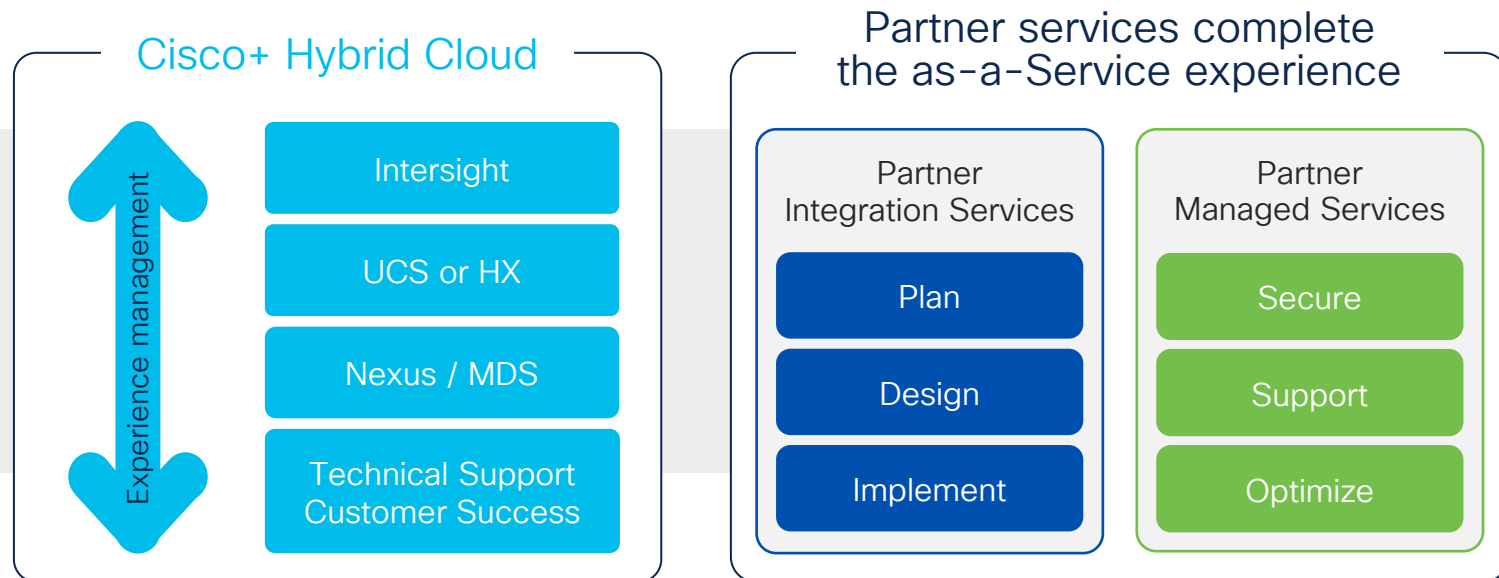 Cisco+ Hybrid Cloud
Experience management
Intersight
UCS or HX
Nexus / MDS
Technical Support
Customer Success
Partner services complete
the as-a-Service experience
Partner
Integration Services
Plan
Design
Implement
Partner
Managed Services
Secure
Support
Optimize